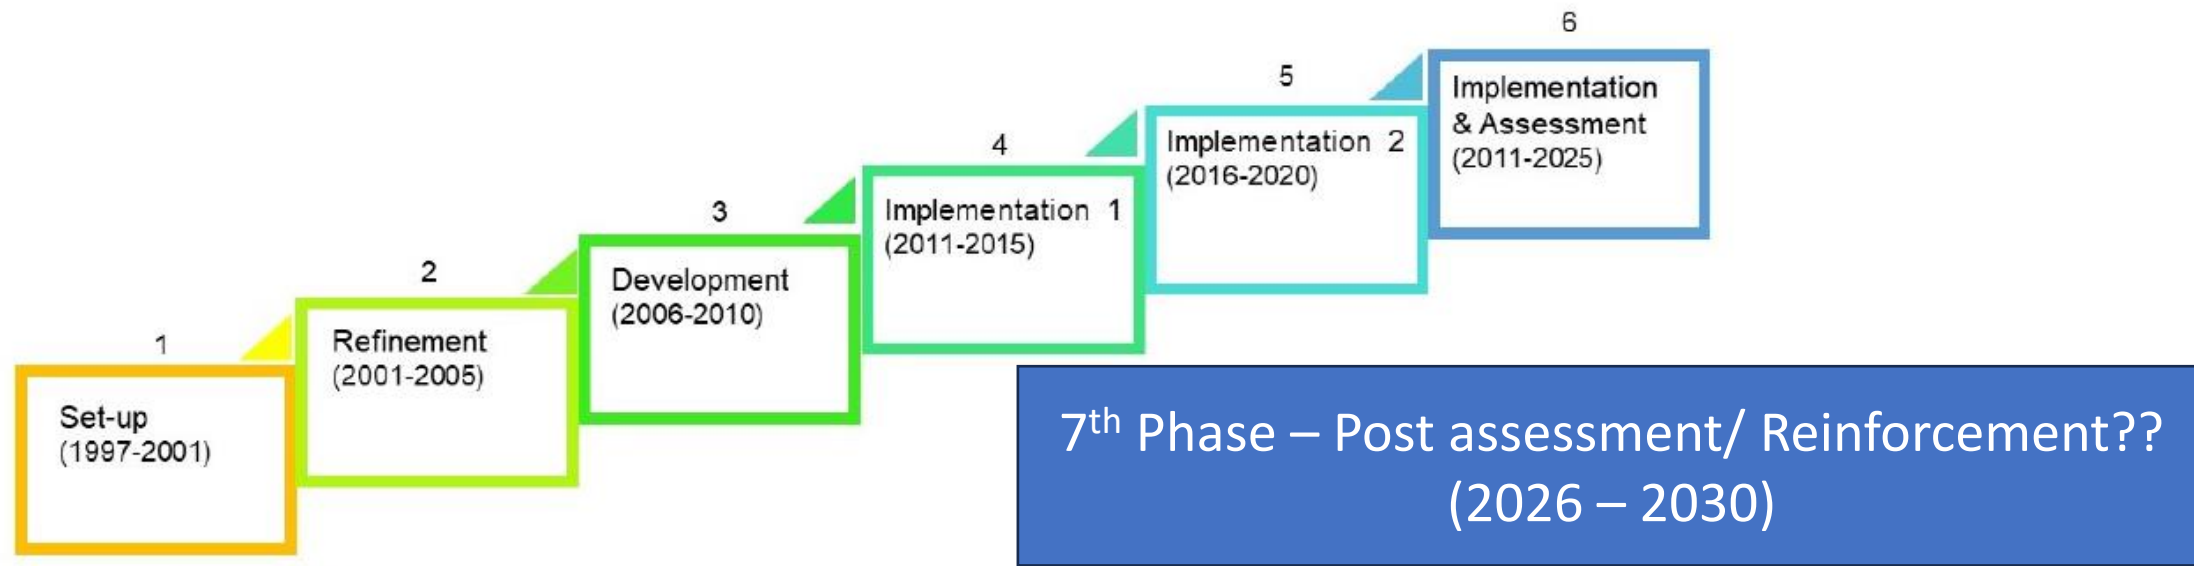 1
Set-up
(1997-2001)
2
Refinement
(2001-2005)
3
Development
(2006-2010)
4
Implementation 1
(2011-2015)
5
Implementation 2
(2016-2020)
6
Implementation
& Assessment
(2011-2025)
7th Phase – Post assessment/ Reinforcement??
(2026 – 2030)